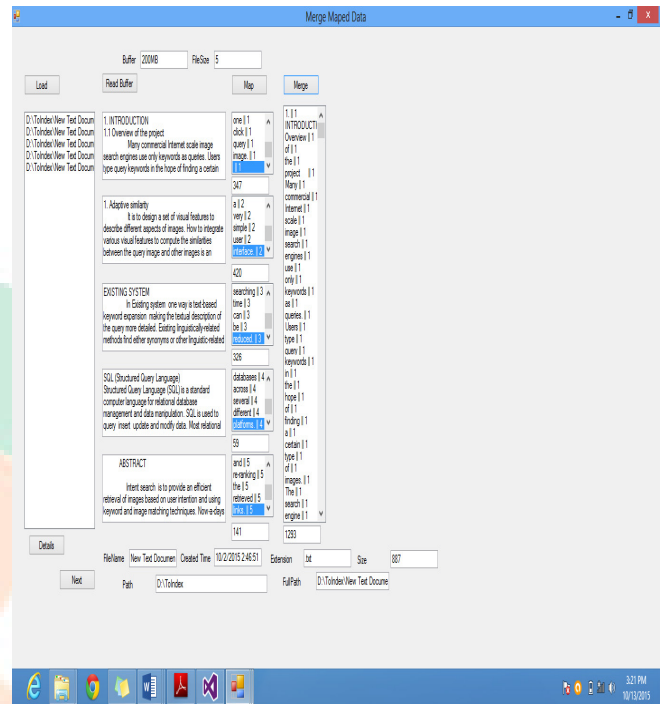 Merge Maped Data
Buffer 200MB FileSize 5
Load Read Buffer Map Merge
D:\ToIndex\New Text Docum
D:\ToIndex\New Text Docum
D:\ToIndex\New Text Docum
D:\ToIndex\New Text Docum
D:\ToIndex\New Text Docum
1. INTRODUCTION
1.1 Overview of the project
Many commercial Internet scale image
search engines use only keywords as queries. Users
type query keywords in the hope of finding a certain
one || 1
click || 1
query || 1
image. || 1
|| 1
347
1. Adaptive similarity
It is to design a set of visual features to
describe different aspects of images. How to integrate
various visual features to compute the similarities
between the query image and other images is an
a || 2
very || 2
simple || 2
user || 2
interface. || 2
420
EXISTING SYSTEM
In Existing system one way is text-based
keyword expansion making the textual description of
the query more detailed. Existing linguistically-related
methods find either synonyms or other linguistic-related
searching || 3
time || 3
can || 3
be || 3
reduced. || 3
326
SQL (Structured Query Language)
Structured Query Language (SQL) is a standard
computer language for relational database
management and data manipulation. SQL is used to
query insert update and modify data. Most relational
databases || 4
across || 4
several || 4
different || 4
platforms. || 4
59
ABSTRACT
Intent search is to provide an efficient
retrieval of images based on user intention and using
keyword and image matching techniques. Now-a-days
and || 5
re-ranking || 5
the || 5
retrieved || 5
links. || 5
141
1. || 1
INTRODUCTI
Overview || 1
of || 1
the || 1
project || 1
Many || 1
commercial || 1
Internet || 1
scale || 1
image || 1
search || 1
engines || 1
use || 1
only || 1
keywords || 1
as || 1
queries. || 1
Users || 1
type || 1
query || 1
keywords || 1
in || 1
the || 1
hope || 1
of || 1
finding || 1
a || 1
certain || 1
type || 1
of || 1
images. || 1
The || 1
search || 1
engine || 1
1293
Details
FileName New Text Documen Created Time 10/2/2015 2:46:51 Extension .txt Size 887
Next Path D:\ToIndex FullPath D:\ToIndex\New Text Docume
3:21 PM
10/13/2015